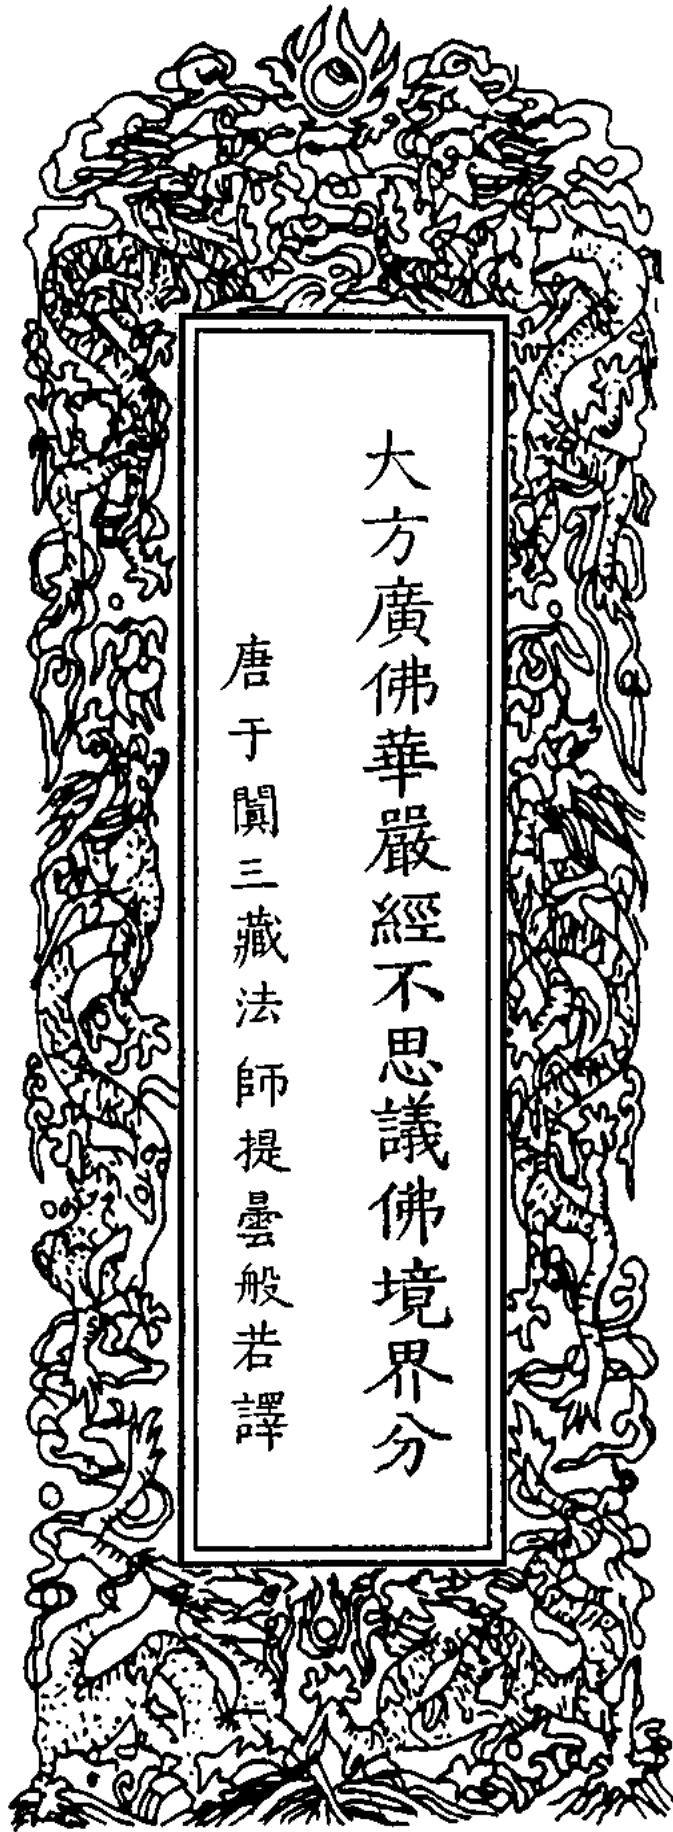 大方廣佛華嚴經不思議佛境界分
唐于闐三藏法師提曇般若譯